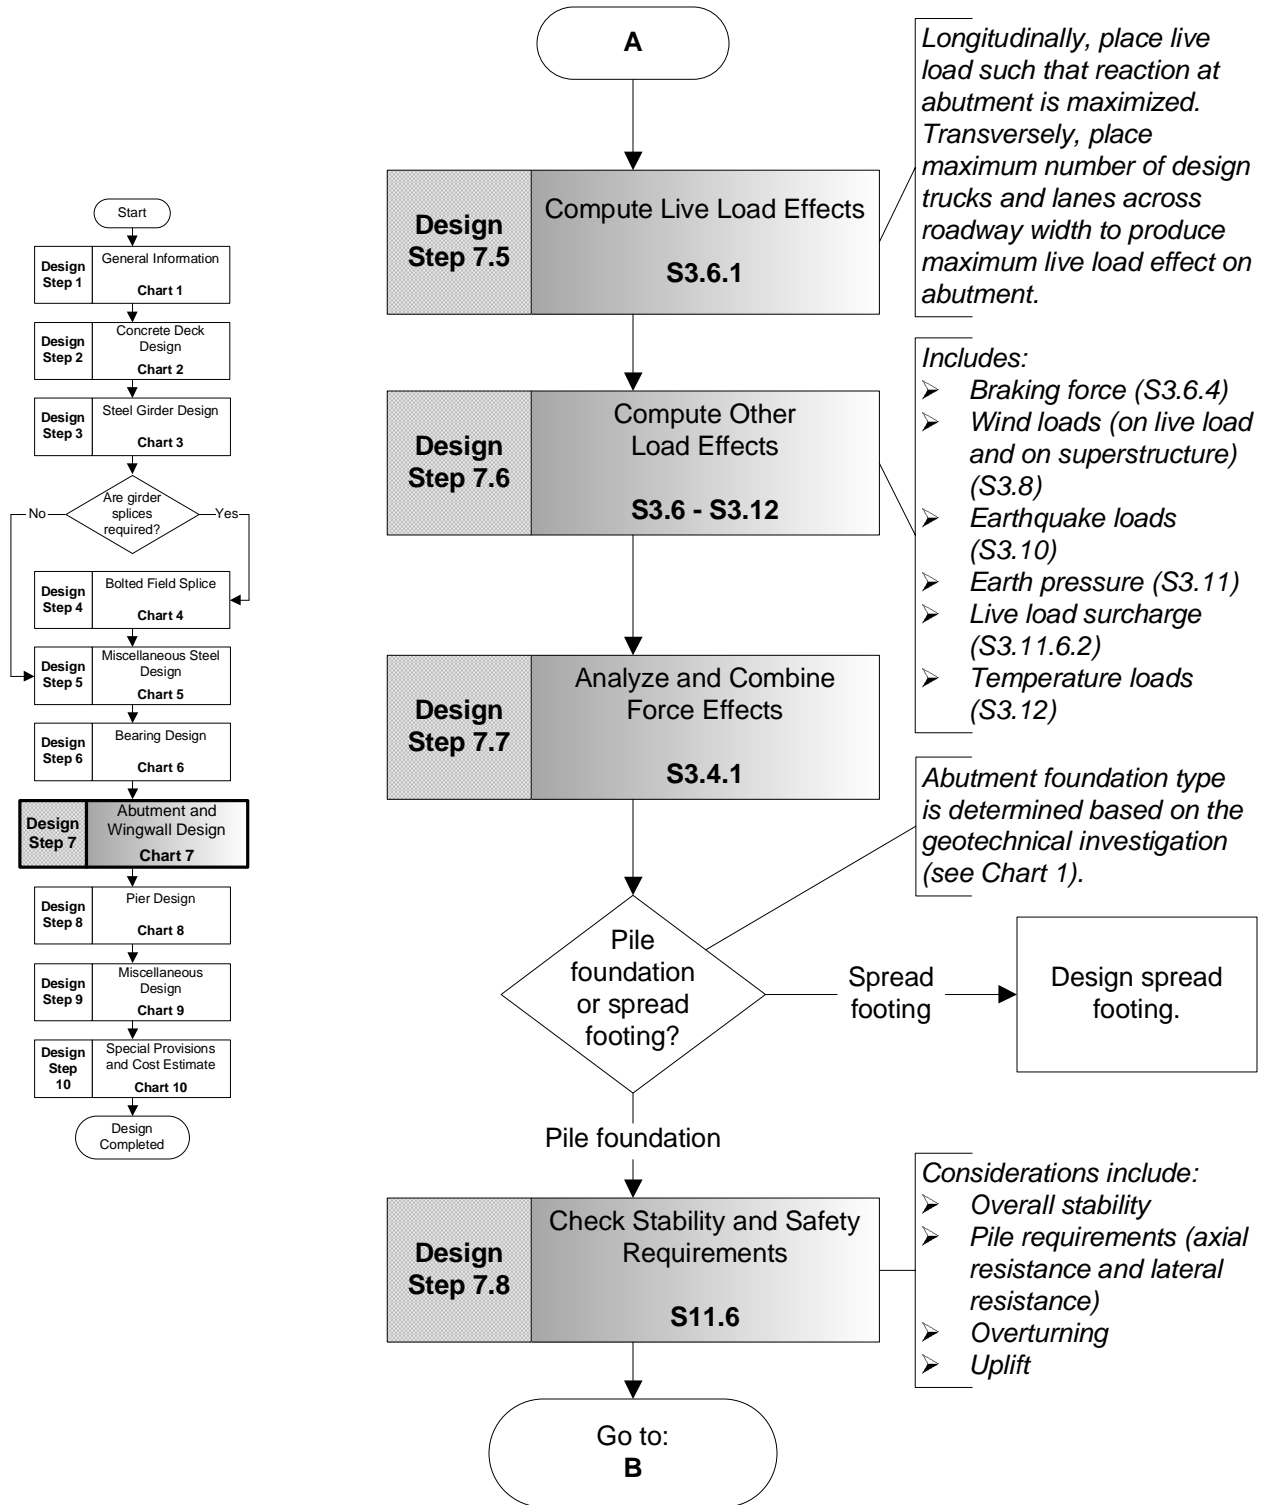 Start
Design
Step 1
General Information
Chart 1
Design
Step 2
Concrete Deck
Design
Chart 2
Design
Step 3
Steel Girder Design
Chart 3
Are girder
splices
required?
No
Yes
Design
Step 4
Bolted Field Splice
Chart 4
Design
Step 5
Miscellaneous Steel
Design
Chart 5
Design
Step 6
Bearing Design
Chart 6
Design
Step 7
Abutment and
Wingwall Design
Chart 7
Design
Step 8
Pier Design
Chart 8
Design
Step 9
Miscellaneous
Design
Chart 9
Design
Step
10
Special Provisions
and Cost Estimate
Chart 10
Design
Completed
A
Design
Step 7.5
Compute Live Load Effects
S3.6.1
Longitudinally, place live
load such that reaction at
abutment is maximized.
Transversely, place
maximum number of design
trucks and lanes across
roadway width to produce
maximum live load effect on
abutment.
Design
Step 7.6
Compute Other
Load Effects
S3.6 - S3.12
Includes:
➢ Braking force (S3.6.4)
➢ Wind loads (on live load
and on superstructure)
(S3.8)
➢ Earthquake loads
(S3.10)
➢ Earth pressure (S3.11)
➢ Live load surcharge
(S3.11.6.2)
➢ Temperature loads
(S3.12)
Design
Step 7.7
Analyze and Combine
Force Effects
S3.4.1
Abutment foundation type
is determined based on the
geotechnical investigation
(see Chart 1).
Pile
foundation
or spread
footing?
Spread
footing
Design spread
footing.
Pile foundation
Design
Step 7.8
Check Stability and Safety
Requirements
S11.6
Considerations include:
➢ Overall stability
➢ Pile requirements (axial
resistance and lateral
resistance)
➢ Overturning
➢ Uplift
Go to:
B